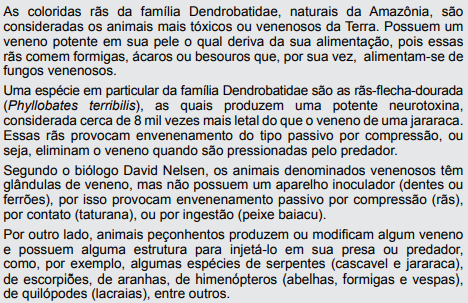 As coloridas rãs da família Dendrobatidae, naturais da Amazônia, são
consideradas os animais mais tóxicos ou venenosos da Terra. Possuem um
veneno potente em sua pele o qual deriva da sua alimentação, pois essas
rãs comem formigas, ácaros ou besouros que, por sua vez, alimentam-se de
fungos venenosos.
Uma espécie em particular da família Dendrobatidae são as rãs-flecha-dourada
(Phyllobates terribilis), as quais produzem uma potente neurotoxina,
considerada cerca de 8 mil vezes mais letal do que o veneno de uma jararaca.
Essas rãs provocam envenenamento do tipo passivo por compressão, ou
seja, eliminam o veneno quando são pressionadas pelo predador.
Segundo o biólogo David Nelsen, os animais denominados venenosos têm
glândulas de veneno, mas não possuem um aparelho inoculador (dentes ou
ferrões), por isso provocam envenenamento passivo por compressão (rãs),
por contato (taturana), ou por ingestão (peixe baiacu).
Por outro lado, animais peçonhentos produzem ou modificam algum veneno
e possuem alguma estrutura para injetá-lo em sua presa ou predador,
como, por exemplo, algumas espécies de serpentes (cascavel e jararaca),
de escorpiões, de aranhas, de himenópteros (abelhas, formigas e vespas),
de quilópodes (lacraias), entre outros.